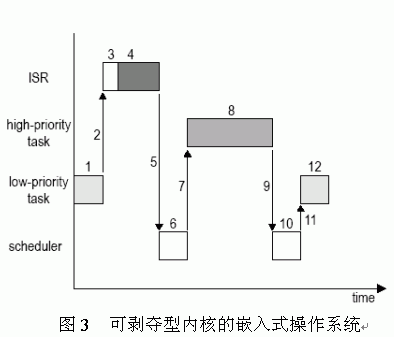 3 4
ISR
8
high-priority
task
2
1 5 7 9 12
low-priority
task
6 10 11
scheduler
time
图3 可剥夺型内核的嵌入式操作系统